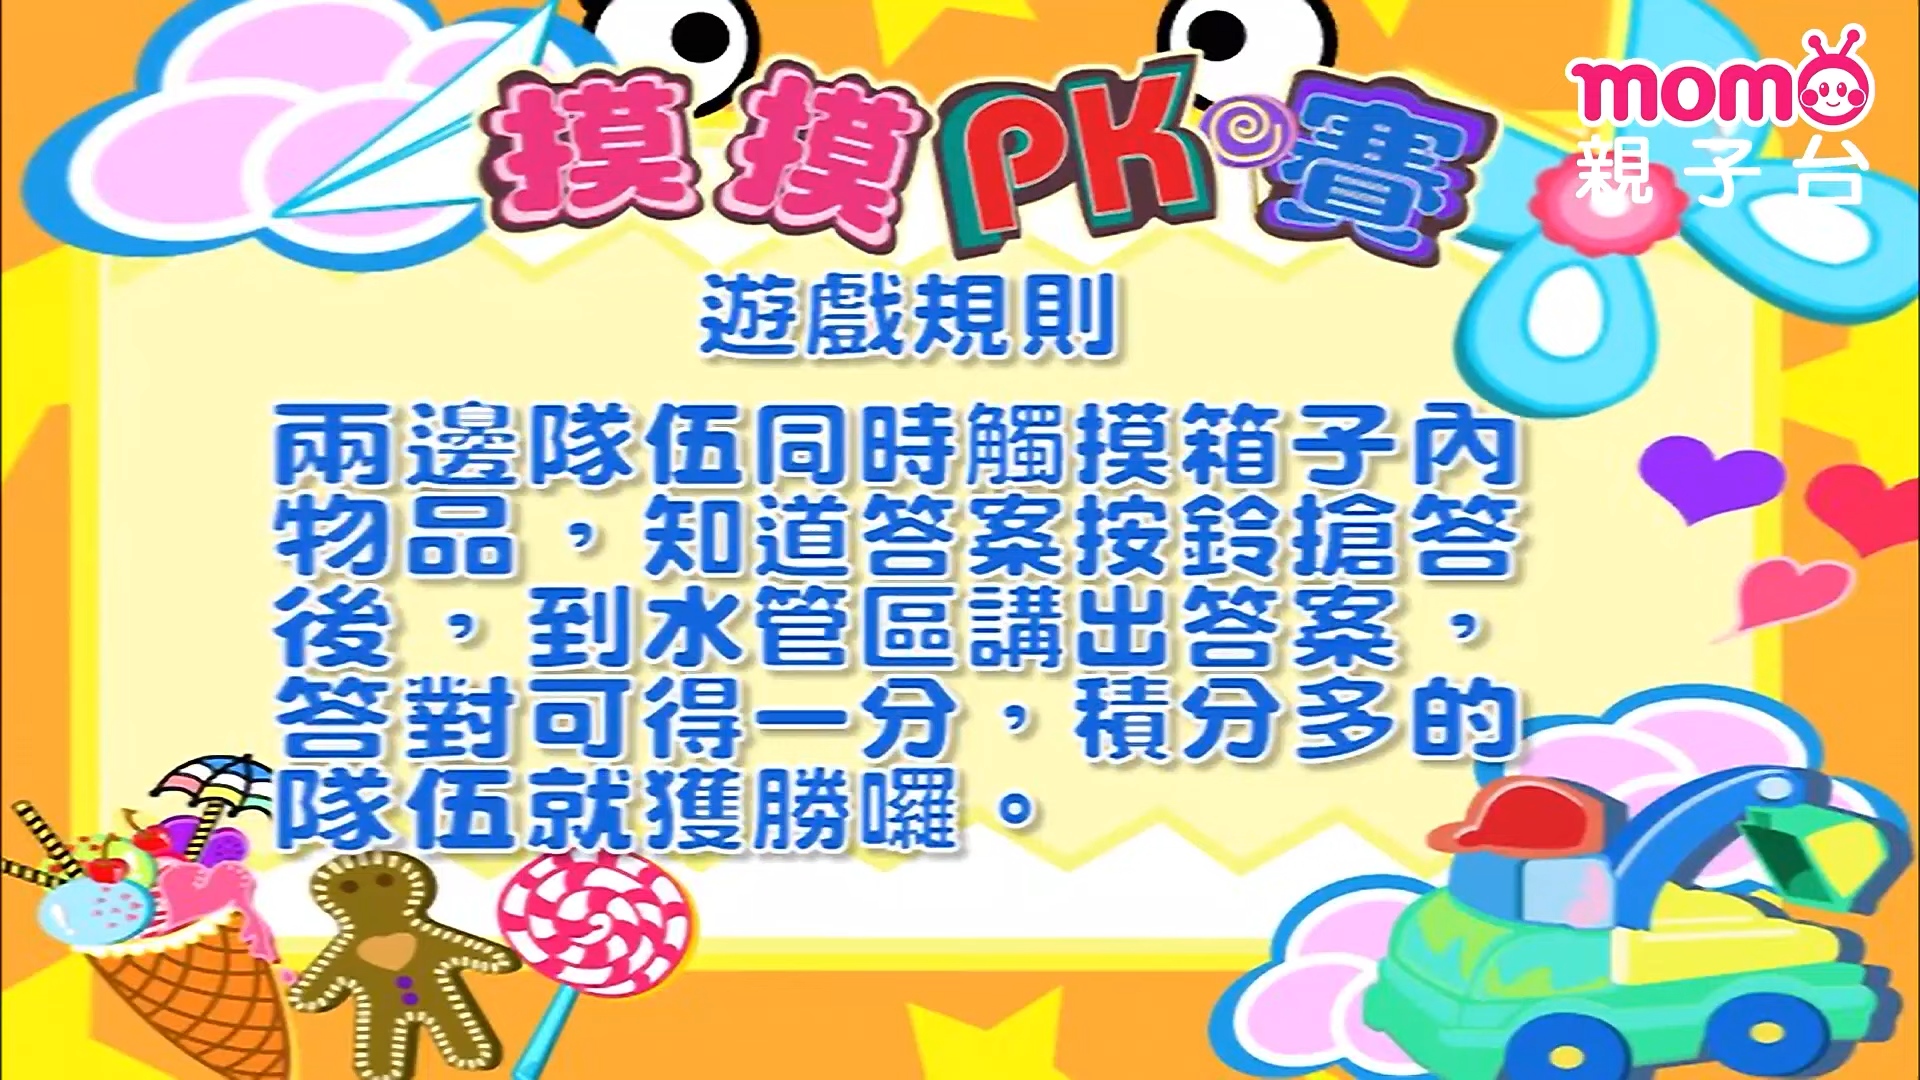 摸摸PK賽
momo
親子台
遊戲規則
兩邊隊伍同時觸摸箱子內
物品，知道答案按鈴搶答
後，到水管區講出答案，
答對可得一分，積分多的
隊伍就獲勝囉。